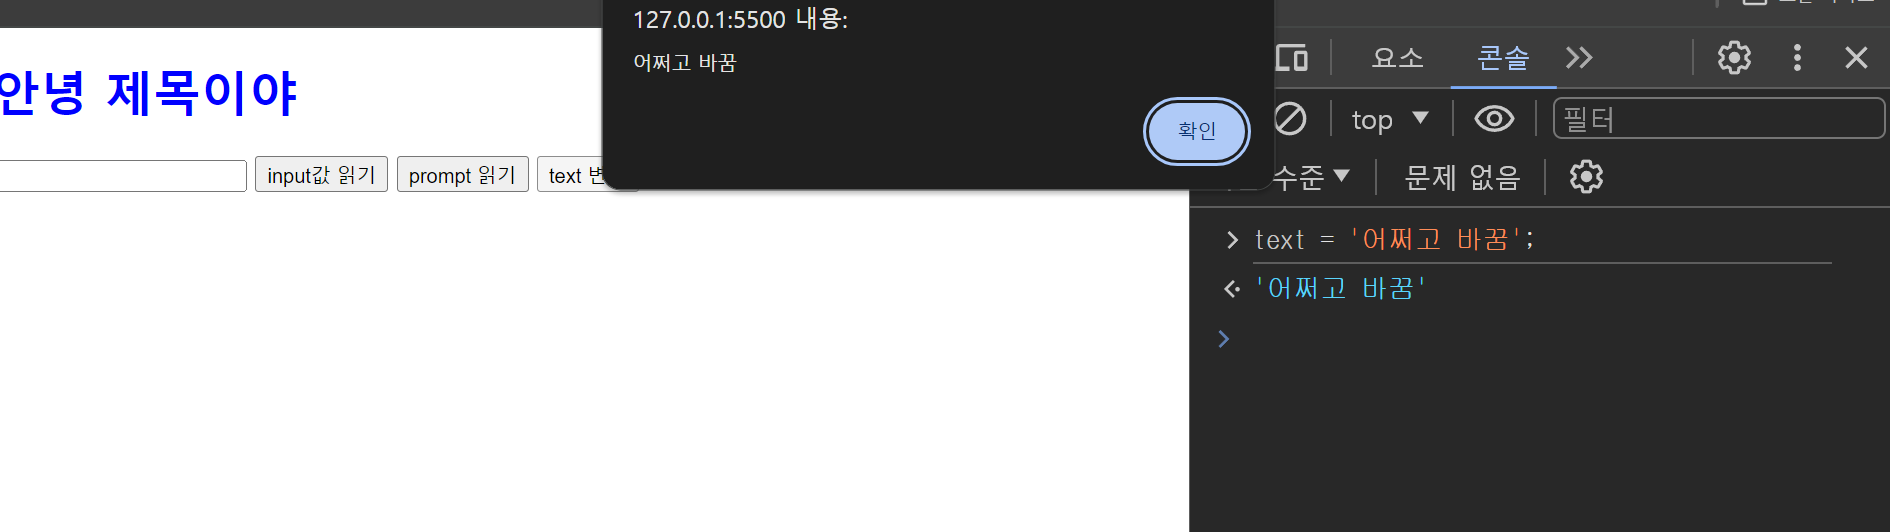 127.0.0.1:5500 내용:
어쩌고 바꿈
확인
안녕 제목이야
input값 읽기 prompt 읽기 text
요소 콘솔
top 필터
수준 문제 없음
text = '어쩌고 바꿈';
'어쩌고 바꿈'